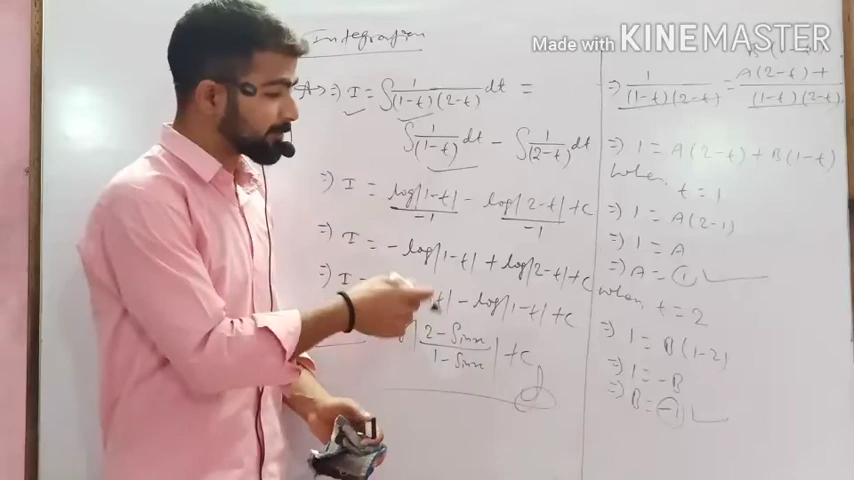 Made with KINEMASTER
Integration
⇒ I = ∫ 1/(1-t)(2-t) dt =
∫ 1/(1-t) dt - ∫ 1/(2-t) dt
⇒ I = log|1-t|/-1 - log|2-t|/-1 + c
⇒ I = -log|1-t| + log|2-t| + c
⇒ I = t| - log|1-t| + c
|2-Sinx/1-Sinx| + c
B(1-t)
⇒ 1/(1-t)(2-t) = A(2-t)+/(1-t)(2-t)
⇒ 1 = A(2-t) + B(1-t)
when t = 1
⇒ 1 = A(2-1)
⇒ 1 = A
⇒ A = 1
when t = 2
⇒ 1 = B(1-2)
⇒ 1 = -B
⇒ B = -1